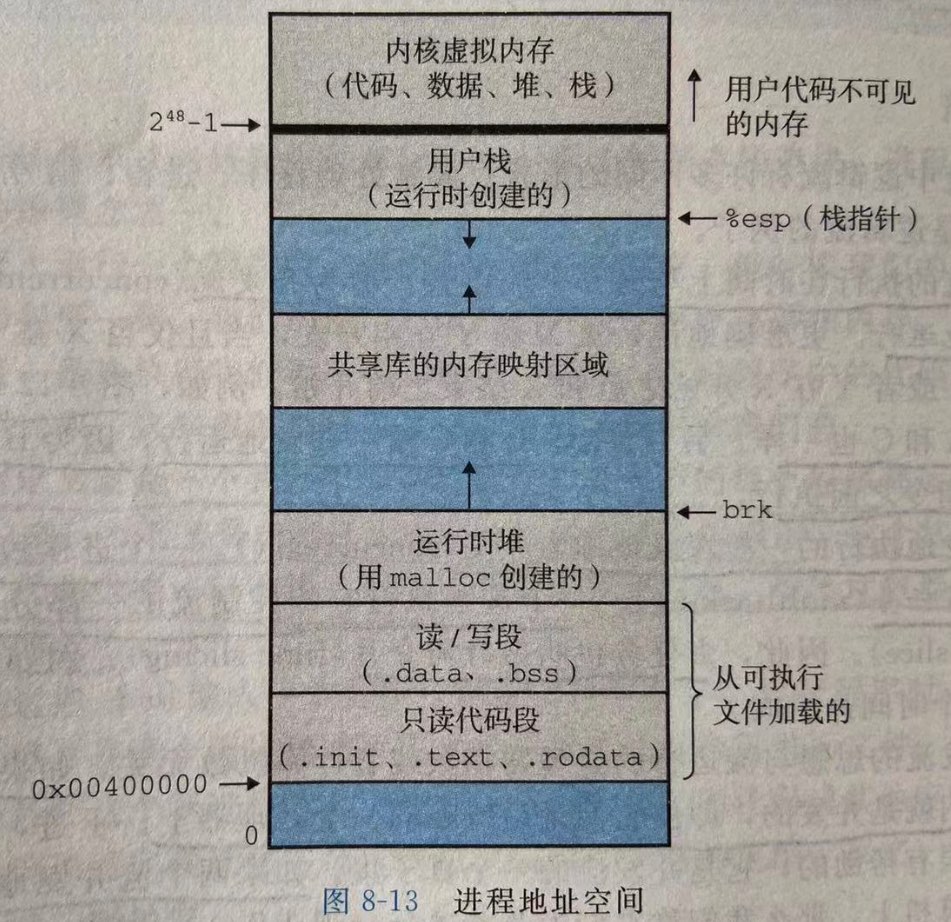 内核虚拟内存
（代码、数据、堆、栈）
用户代码不可见
的内存
2⁴⁸-1
用户栈
（运行时创建的）
%esp（栈指针）
共享库的内存映射区域
brk
运行时堆
（用 malloc 创建的）
读/写段
（.data、.bss）
从可执行
文件加载的
只读代码段
（.init、.text、.rodata）
0x00400000
0
图 8-13 进程地址空间